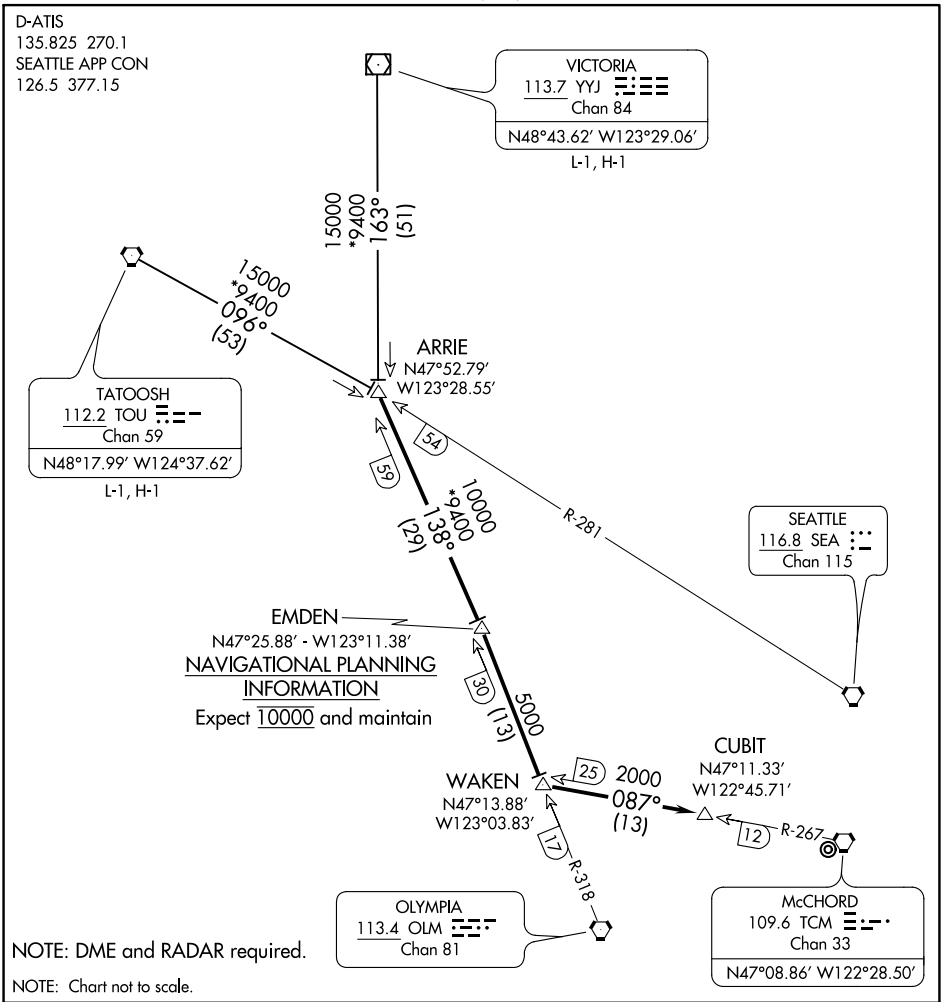 D-ATIS
135.825 270.1
SEATTLE APP CON
126.5 377.15
VICTORIA
113.7 YYJ
Chan 84
N48°43.62' W123°29.06'
L-1, H-1
15000
*9400
163°
(51)
15000
*9400
096°
(53)
TATOOSH
112.2 TOU
Chan 59
N48°17.99' W124°37.62'
L-1, H-1
ARRIE
N47°52.79'
W123°28.55'
54
59
10000
*9400
138°
(29)
R-281
SEATTLE
116.8 SEA
Chan 115
EMDEN
N47°25.88' - W123°11.38'
NAVIGATIONAL PLANNING
INFORMATION
Expect 10000 and maintain
30
5000
(13)
WAKEN
N47°13.88'
W123°03.83'
25
2000
087°
(13)
CUBIT
N47°11.33'
W122°45.71'
12
R-267
17
R-318
OLYMPIA
113.4 OLM
Chan 81
McCHORD
109.6 TCM
Chan 33
N47°08.86' W122°28.50'
NOTE: DME and RADAR required.
NOTE: Chart not to scale.